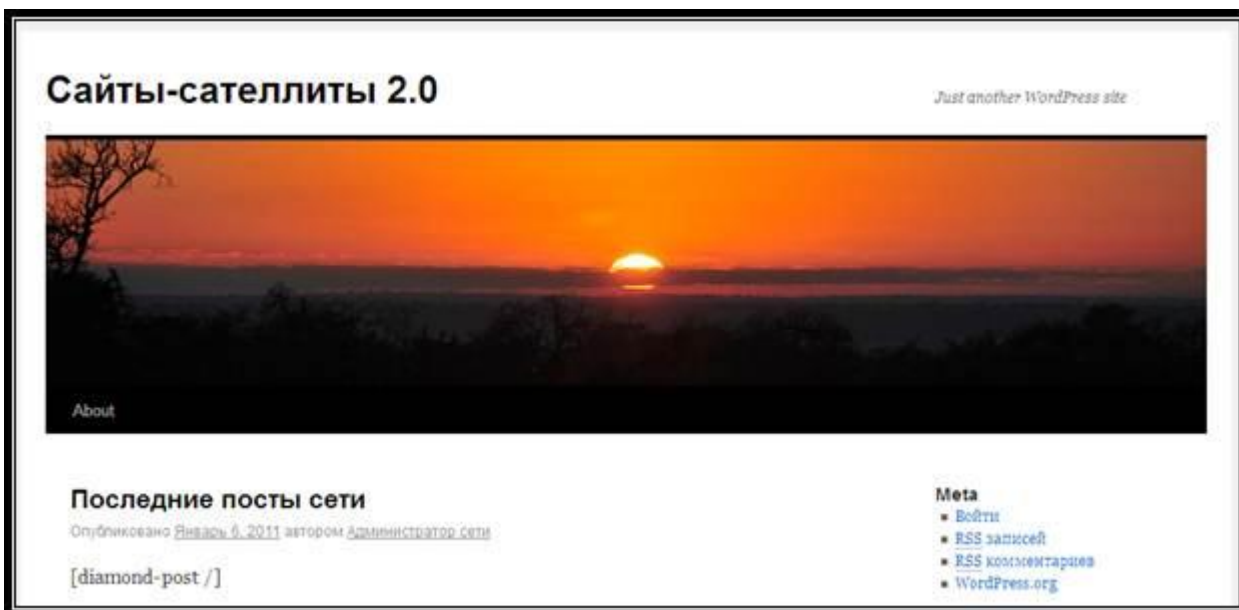 Сайты-сателлиты 2.0
Just another WordPress site
About
Последние посты сети
Опубликовано Январь 6, 2011 автором Администратор сети
[diamond-post /]
Meta
Войти
RSS записей
RSS комментариев
WordPress.org